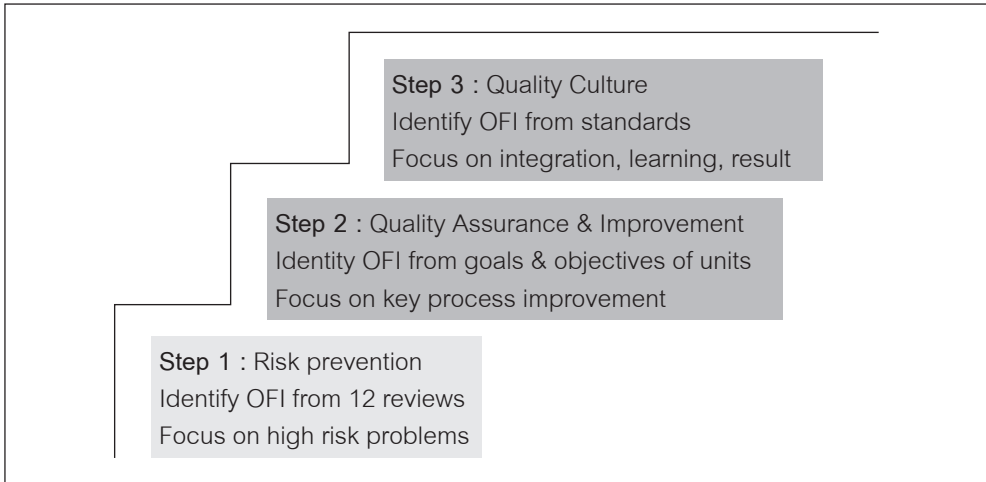 Step 3 : Quality Culture
Identify OFI from standards
Focus on integration, learning, result
Step 2 : Quality Assurance & Improvement
Identity OFI from goals & objectives of units
Focus on key process improvement
Step 1 : Risk prevention
Identify OFI from 12 reviews
Focus on high risk problems